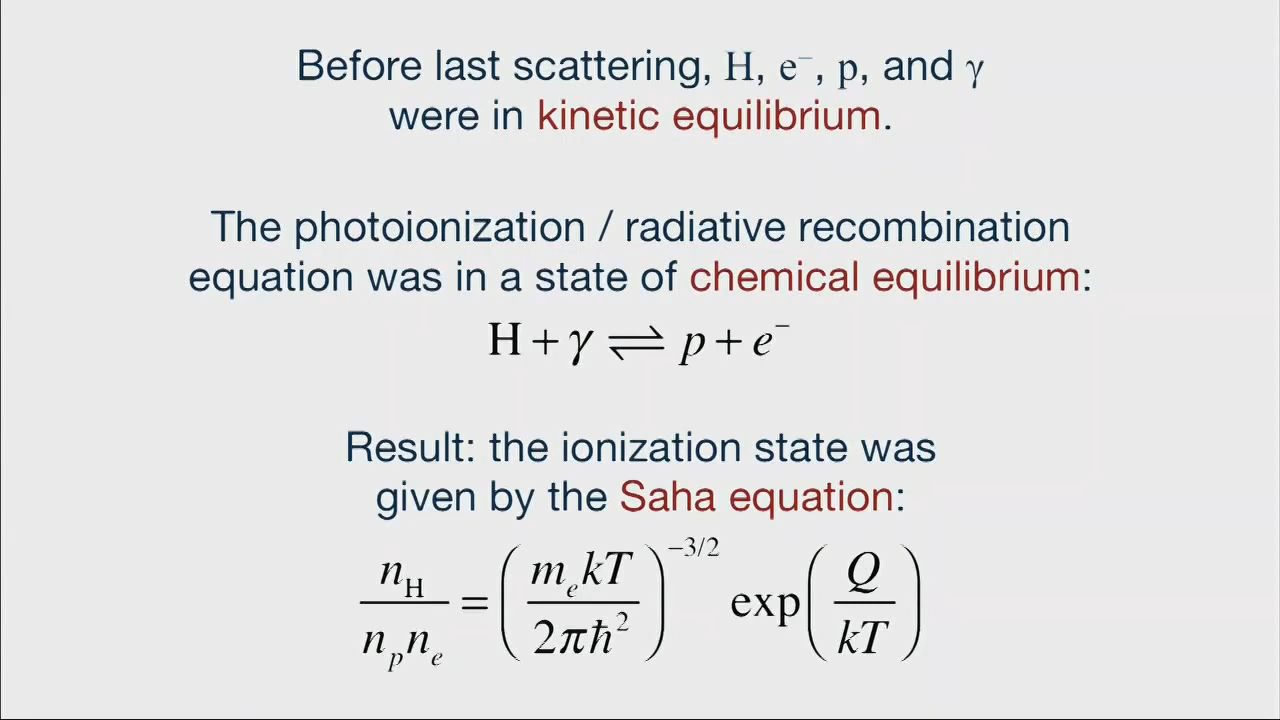 Before last scattering, H, e⁻, p, and γ
were in kinetic equilibrium.
The photoionization / radiative recombination
equation was in a state of chemical equilibrium:
H + γ ⇌ p + e⁻
Result: the ionization state was
given by the Saha equation:
n_H / (n_p n_e) = (m_e kT / 2πħ²)^(−3/2) exp(Q / kT)